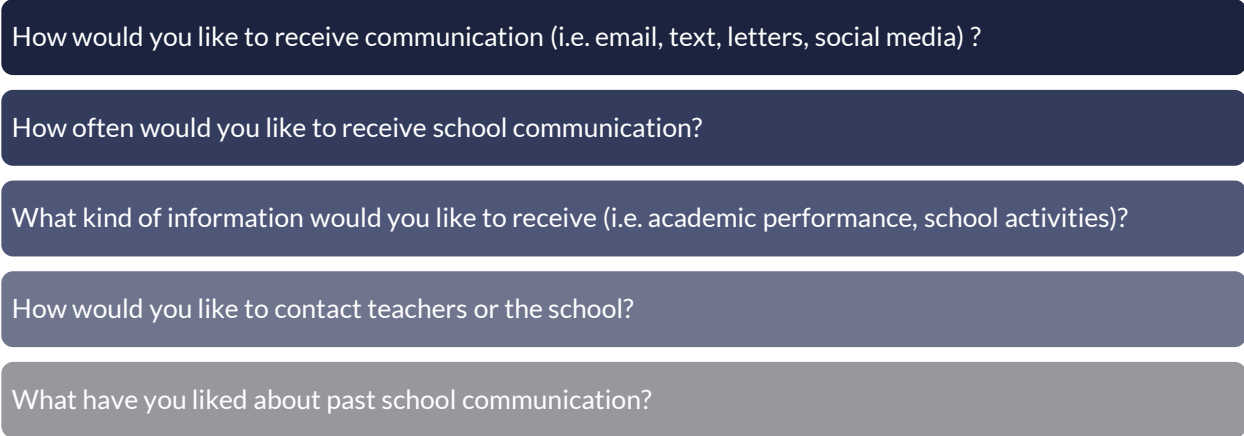 How would you like to receive communication (i.e. email, text, letters, social media) ?
How often would you like to receive school communication?
What kind of information would you like to receive (i.e. academic performance, school activities)?
How would you like to contact teachers or the school?
What have you liked about past school communication?